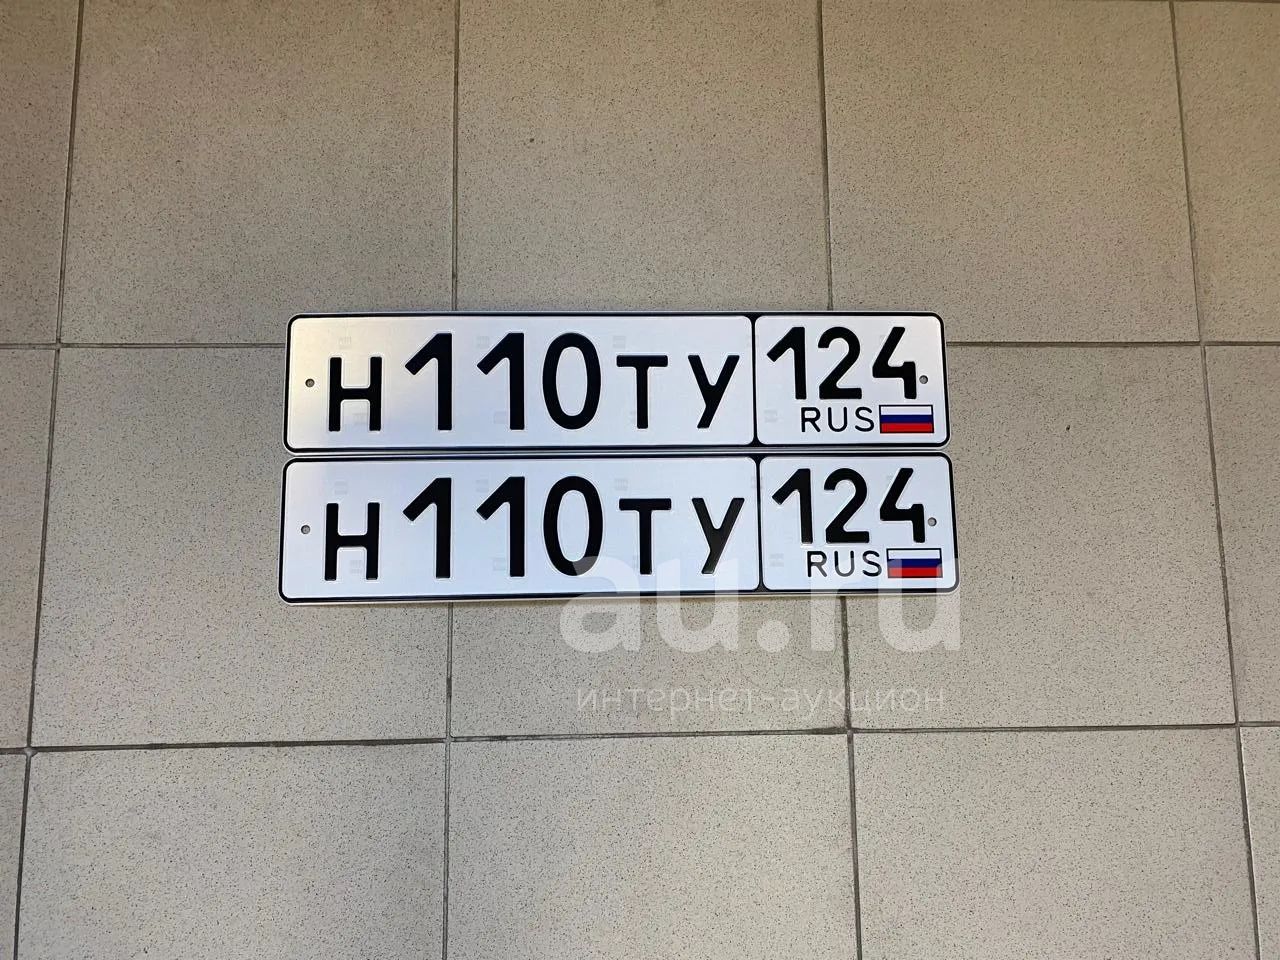 Н110ТУ 124
RUS
Н110ТУ 124
RUS
au.ru
интернет-аукцион